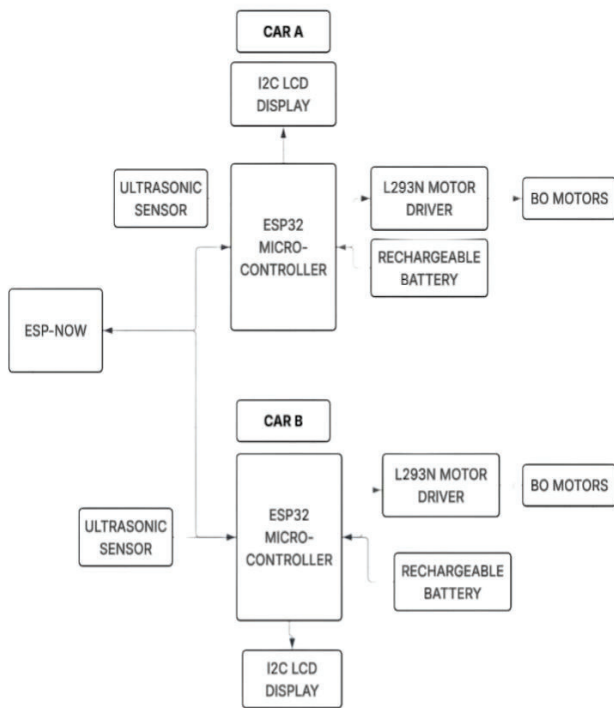 CAR A
I2C LCD
DISPLAY
ULTRASONIC
SENSOR
ESP32
MICRO-
CONTROLLER
L293N MOTOR
DRIVER
BO MOTORS
RECHARGEABLE
BATTERY
ESP-NOW
CAR B
ESP32
MICRO-
CONTROLLER
L293N MOTOR
DRIVER
BO MOTORS
ULTRASONIC
SENSOR
RECHARGEABLE
BATTERY
I2C LCD
DISPLAY